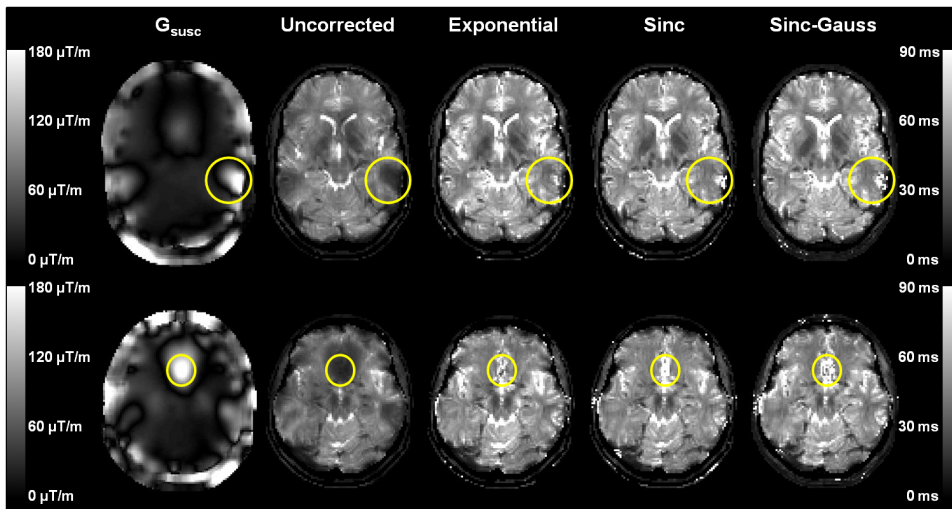 G_susc Uncorrected Exponential Sinc Sinc-Gauss
180 µT/m 90 ms
120 µT/m 60 ms
60 µT/m 30 ms
0 µT/m 0 ms
180 µT/m 90 ms
120 µT/m 60 ms
60 µT/m 30 ms
0 µT/m 0 ms